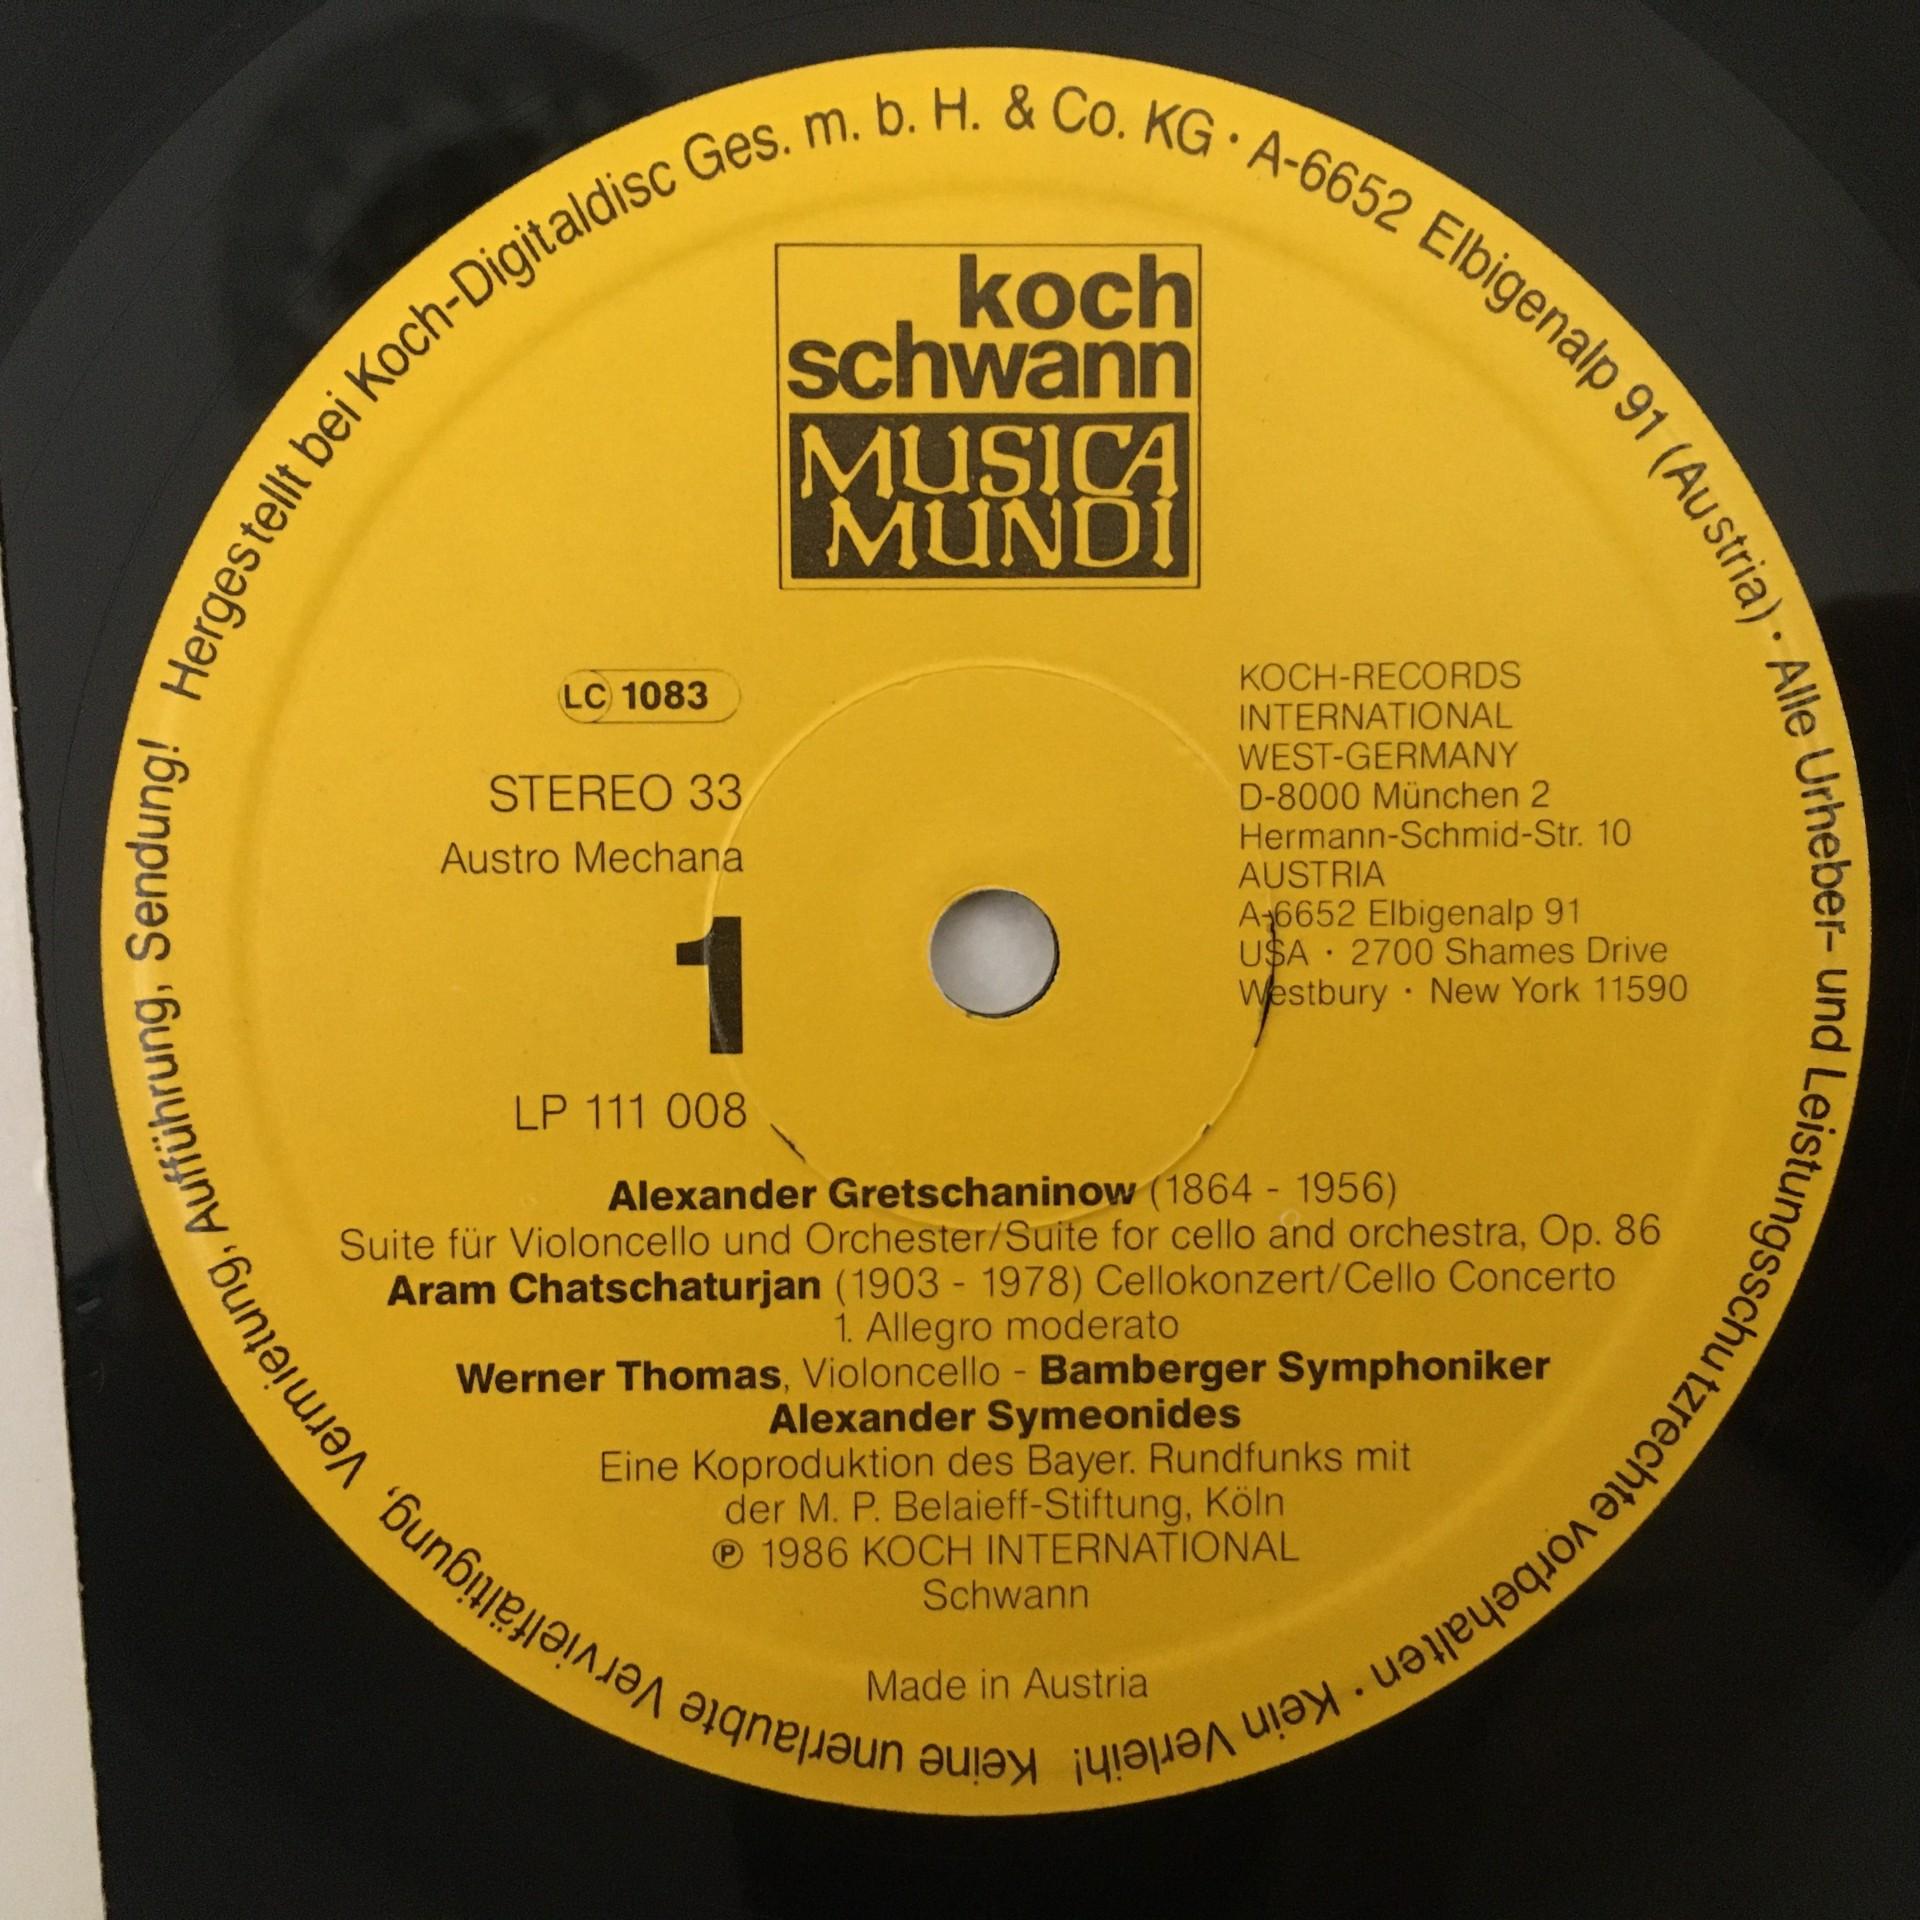 Hergestellt bei Koch-Digitaldisc Ges. m. b. H. & Co. KG · A-6652 Elbigenalp 91 (Austria) · Alle Urheber- und Leistungsschutzrechte vorbehalten · Kein Verleih! Keine unerlaubte Vervielfältigung, Vermietung, Aufführung, Sendung!
koch
schwann
MUSICA
MUNDI
LC 1083
STEREO 33
Austro Mechana
1
LP 111 008
KOCH-RECORDS
INTERNATIONAL
WEST-GERMANY
D-8000 München 2
Hermann-Schmid-Str. 10
AUSTRIA
A-6652 Elbigenalp 91
USA · 2700 Shames Drive
Westbury · New York 11590
Alexander Gretschaninow (1864 - 1956)
Suite für Violoncello und Orchester/Suite for cello and orchestra, Op. 86
Aram Chatschaturjan (1903 - 1978) Cellokonzert/Cello Concerto
1. Allegro moderato
Werner Thomas, Violoncello - Bamberger Symphoniker
Alexander Symeonides
Eine Koproduktion des Bayer. Rundfunks mit
der M. P. Belaieff-Stiftung, Köln
℗ 1986 KOCH INTERNATIONAL
Schwann
Made in Austria